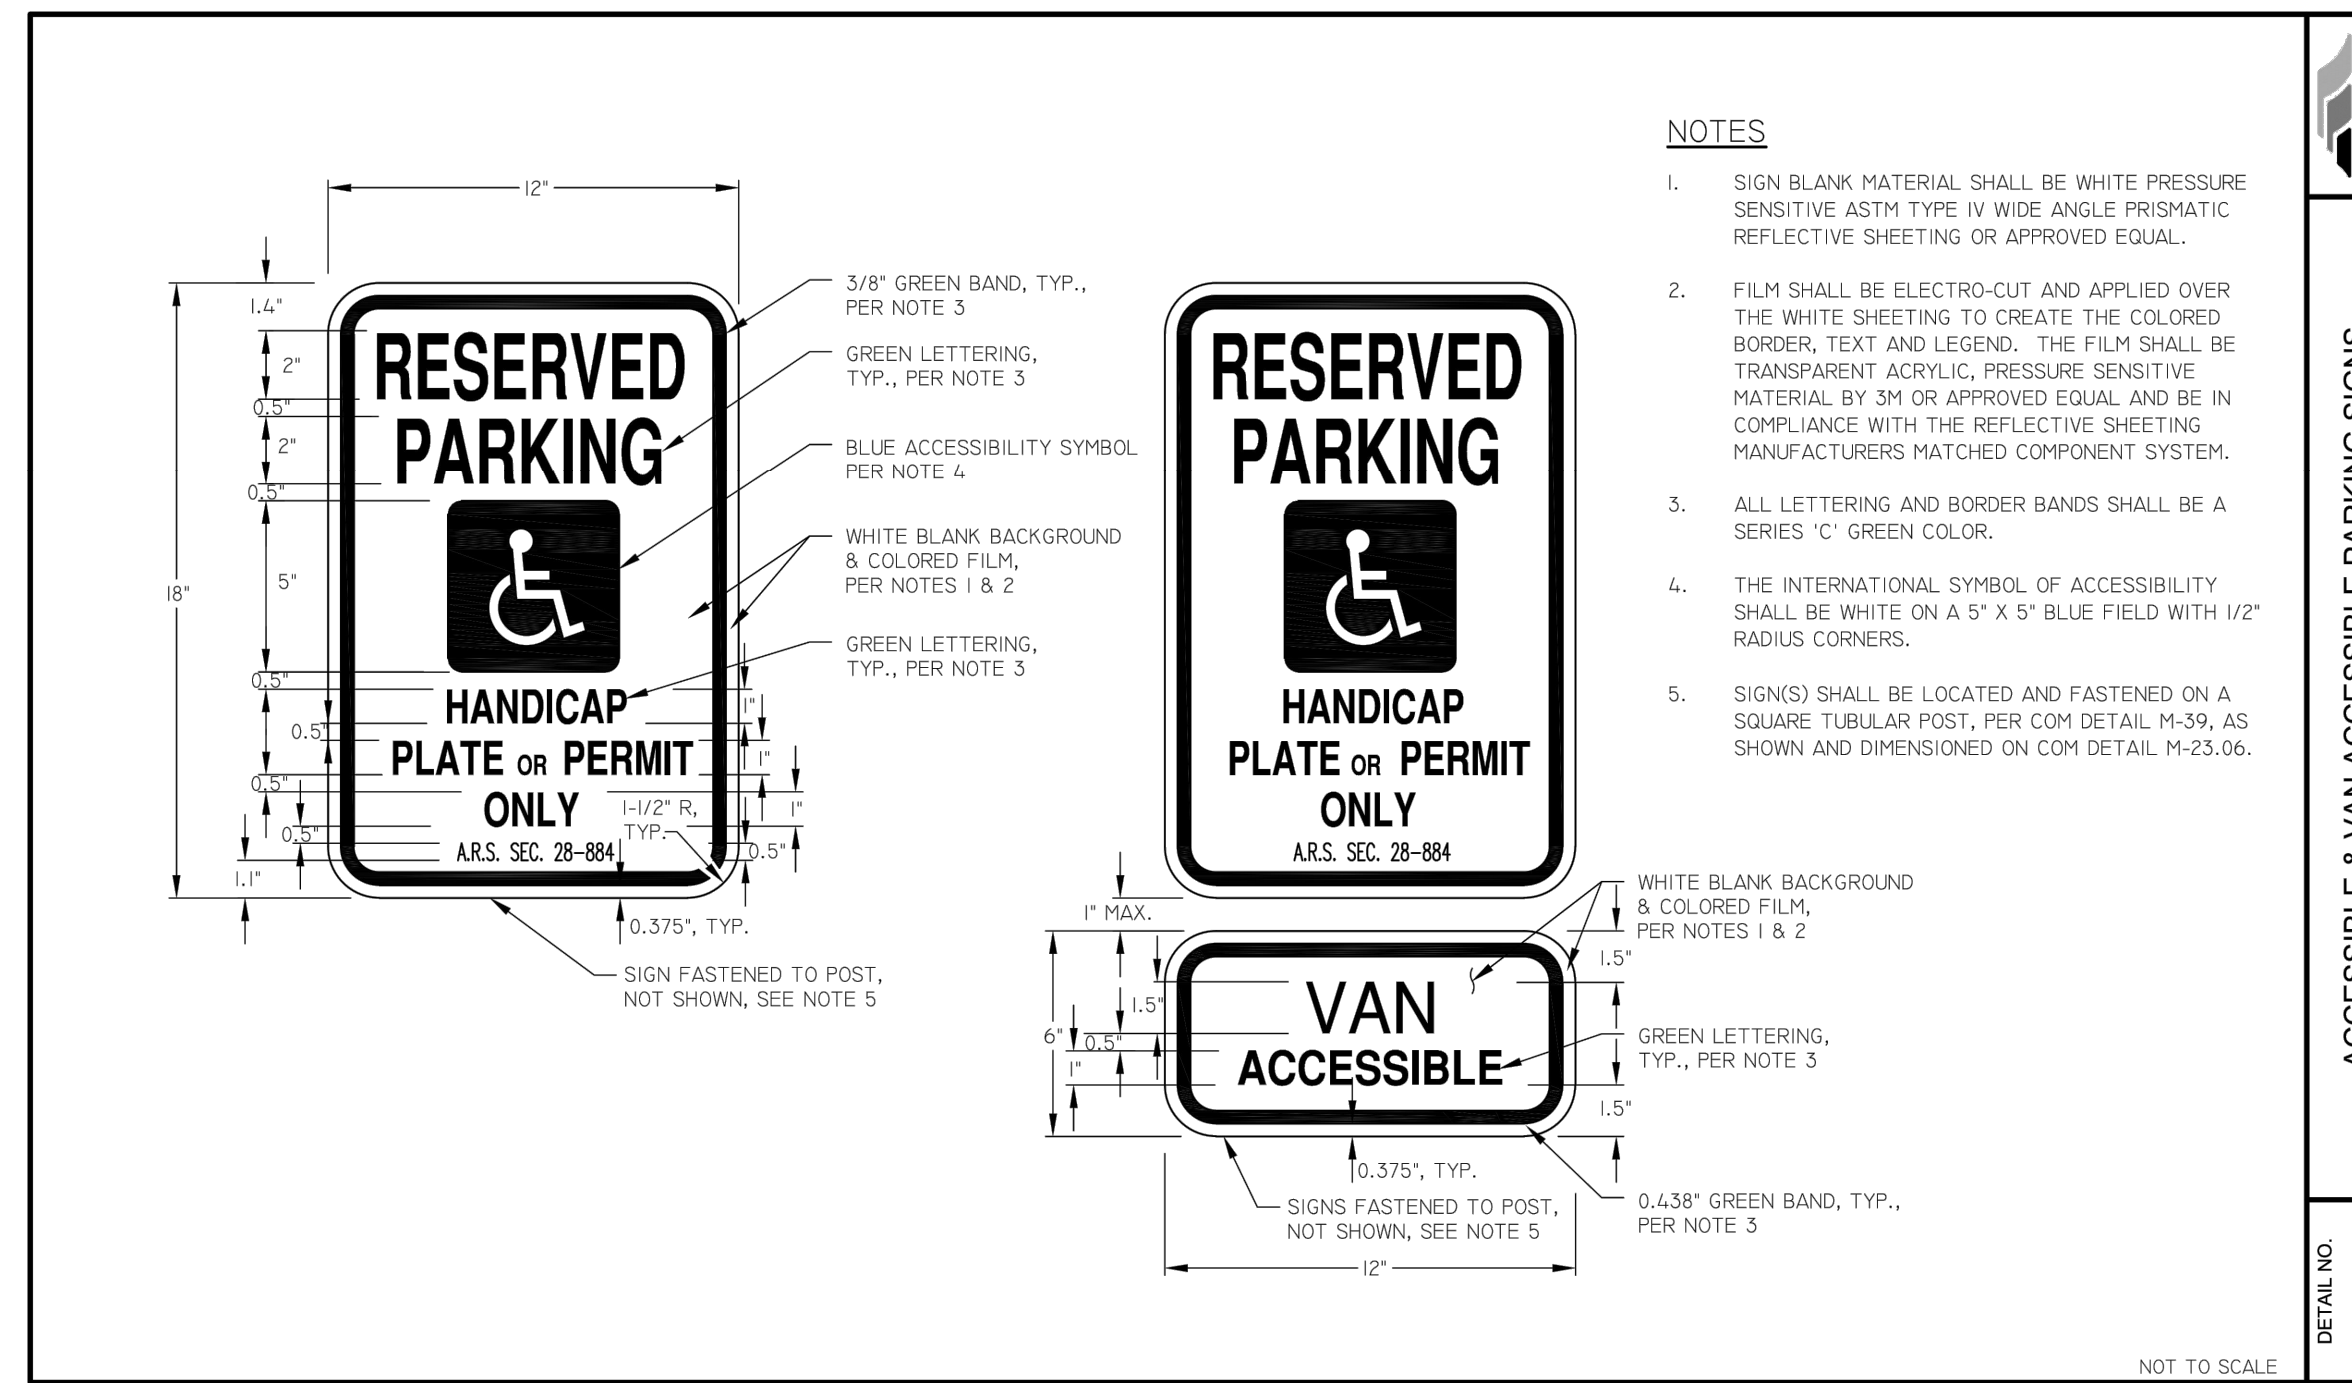 12"
1.4"
2"
0.5"
2"
0.5"
5"
18"
0.5"
0.5"
0.5"
0.5"
1.1"
RESERVED
PARKING
HANDICAP
PLATE OR PERMIT
ONLY
A.R.S. SEC. 28-884
1-1/2" R,
TYP.
1"
1"
1"
0.5"
0.375", TYP.
3/8" GREEN BAND, TYP.,
PER NOTE 3
GREEN LETTERING,
TYP., PER NOTE 3
BLUE ACCESSIBILITY SYMBOL
PER NOTE 4
WHITE BLANK BACKGROUND
& COLORED FILM,
PER NOTES 1 & 2
GREEN LETTERING,
TYP., PER NOTE 3
SIGN FASTENED TO POST,
NOT SHOWN, SEE NOTE 5
RESERVED
PARKING
HANDICAP
PLATE OR PERMIT
ONLY
A.R.S. SEC. 28-884
1" MAX.
1.5"
6"
0.5"
1"
VAN
ACCESSIBLE
WHITE BLANK BACKGROUND
& COLORED FILM,
PER NOTES 1 & 2
1.5"
GREEN LETTERING,
TYP., PER NOTE 3
1.5"
0.375", TYP.
SIGNS FASTENED TO POST,
NOT SHOWN, SEE NOTE 5
0.438" GREEN BAND, TYP.,
PER NOTE 3
12"
NOTES
1. SIGN BLANK MATERIAL SHALL BE WHITE PRESSURE
SENSITIVE ASTM TYPE IV WIDE ANGLE PRISMATIC
REFLECTIVE SHEETING OR APPROVED EQUAL.
2. FILM SHALL BE ELECTRO-CUT AND APPLIED OVER
THE WHITE SHEETING TO CREATE THE COLORED
BORDER, TEXT AND LEGEND. THE FILM SHALL BE
TRANSPARENT ACRYLIC, PRESSURE SENSITIVE
MATERIAL BY 3M OR APPROVED EQUAL AND BE IN
COMPLIANCE WITH THE REFLECTIVE SHEETING
MANUFACTURERS MATCHED COMPONENT SYSTEM.
3. ALL LETTERING AND BORDER BANDS SHALL BE A
SERIES 'C' GREEN COLOR.
4. THE INTERNATIONAL SYMBOL OF ACCESSIBILITY
SHALL BE WHITE ON A 5" X 5" BLUE FIELD WITH 1/2"
RADIUS CORNERS.
5. SIGN(S) SHALL BE LOCATED AND FASTENED ON A
SQUARE TUBULAR POST, PER COM DETAIL M-39, AS
SHOWN AND DIMENSIONED ON COM DETAIL M-23.06.
ACCESSIBLE & VAN ACCESSIBLE PARKING SIGNS
DETAIL NO.
NOT TO SCALE